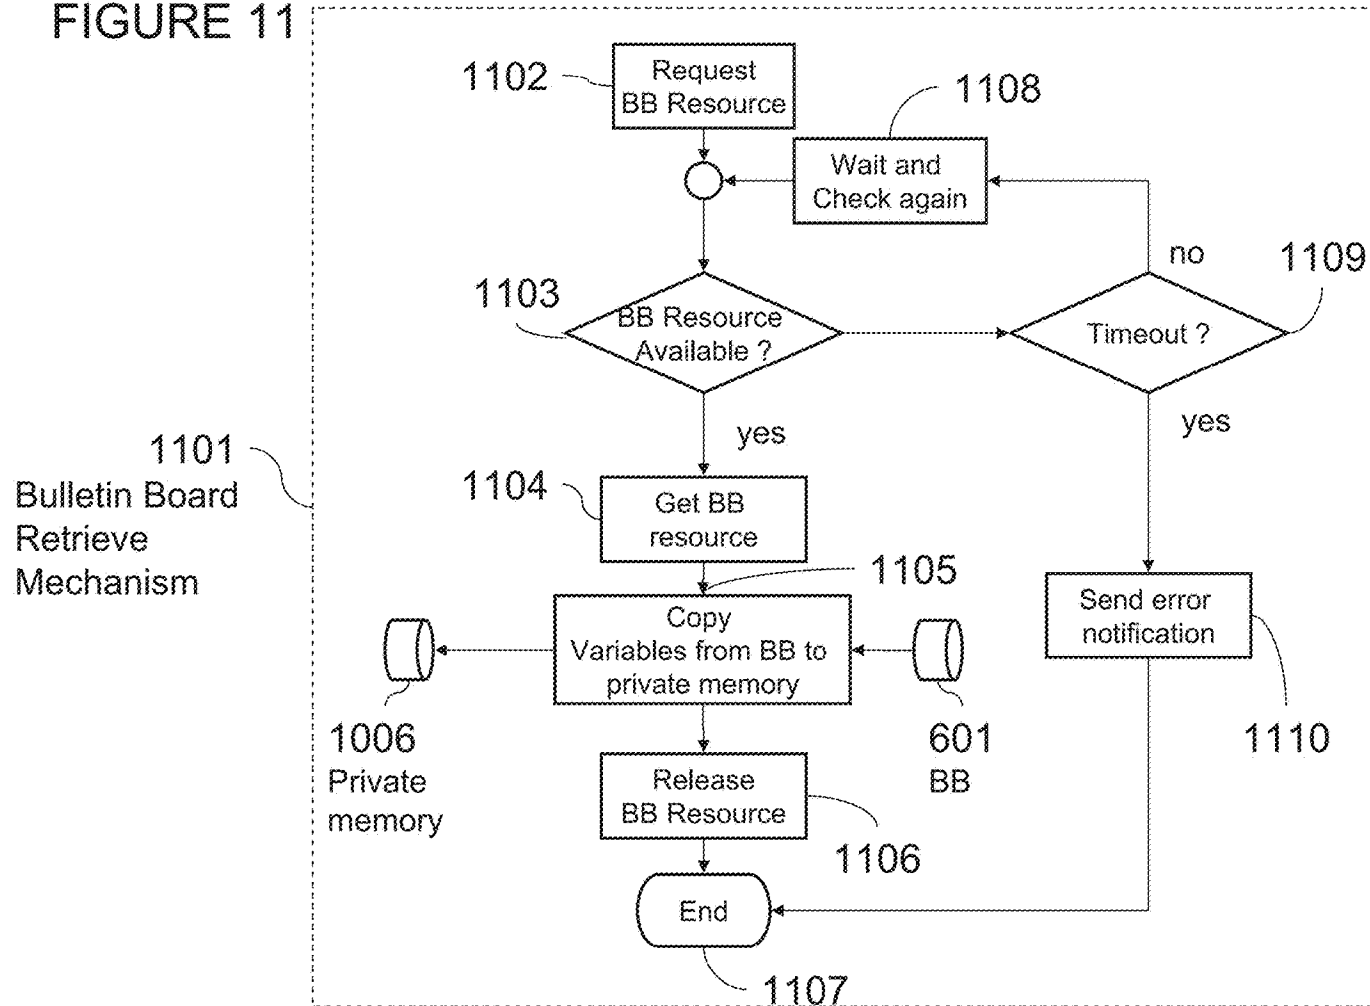 FIGURE 11
1102
Request
BB Resource
1108
Wait and
Check again
no
1109
1103
BB Resource
Available ?
Timeout ?
yes
yes
1101
Bulletin Board
Retrieve
Mechanism
1104
Get BB
resource
1105
Copy
Variables from BB to
private memory
Send error
notification
1006
Private
memory
601
BB
1110
Release
BB Resource
1106
End
1107